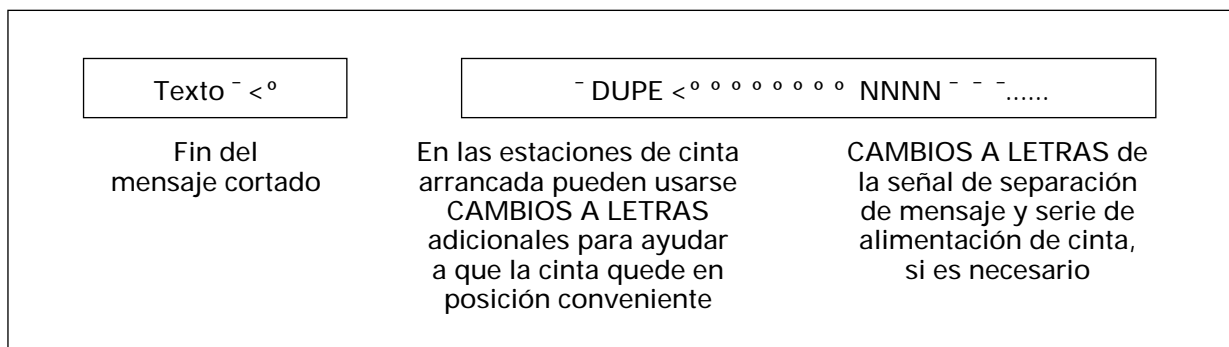 Texto ¯ <º
¯ DUPE <º º º º º º º º NNNN ¯ ¯ ¯......
Fin del
mensaje cortado
En las estaciones de cinta
arrancada pueden usarse
CAMBIOS A LETRAS
adicionales para ayudar
a que la cinta quede en
posición conveniente
CAMBIOS A LETRAS de
la señal de separación
de mensaje y serie de
alimentación de cinta,
si es necesario